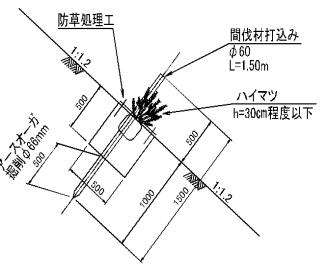 防草処理工
間伐材打込み
φ60
L=1.50m
1:1.2
ハイマツ
h=30cm程度以下
500
500
アースオーガ
掘削φ66mm
500
500
1000
1500
1:1.2